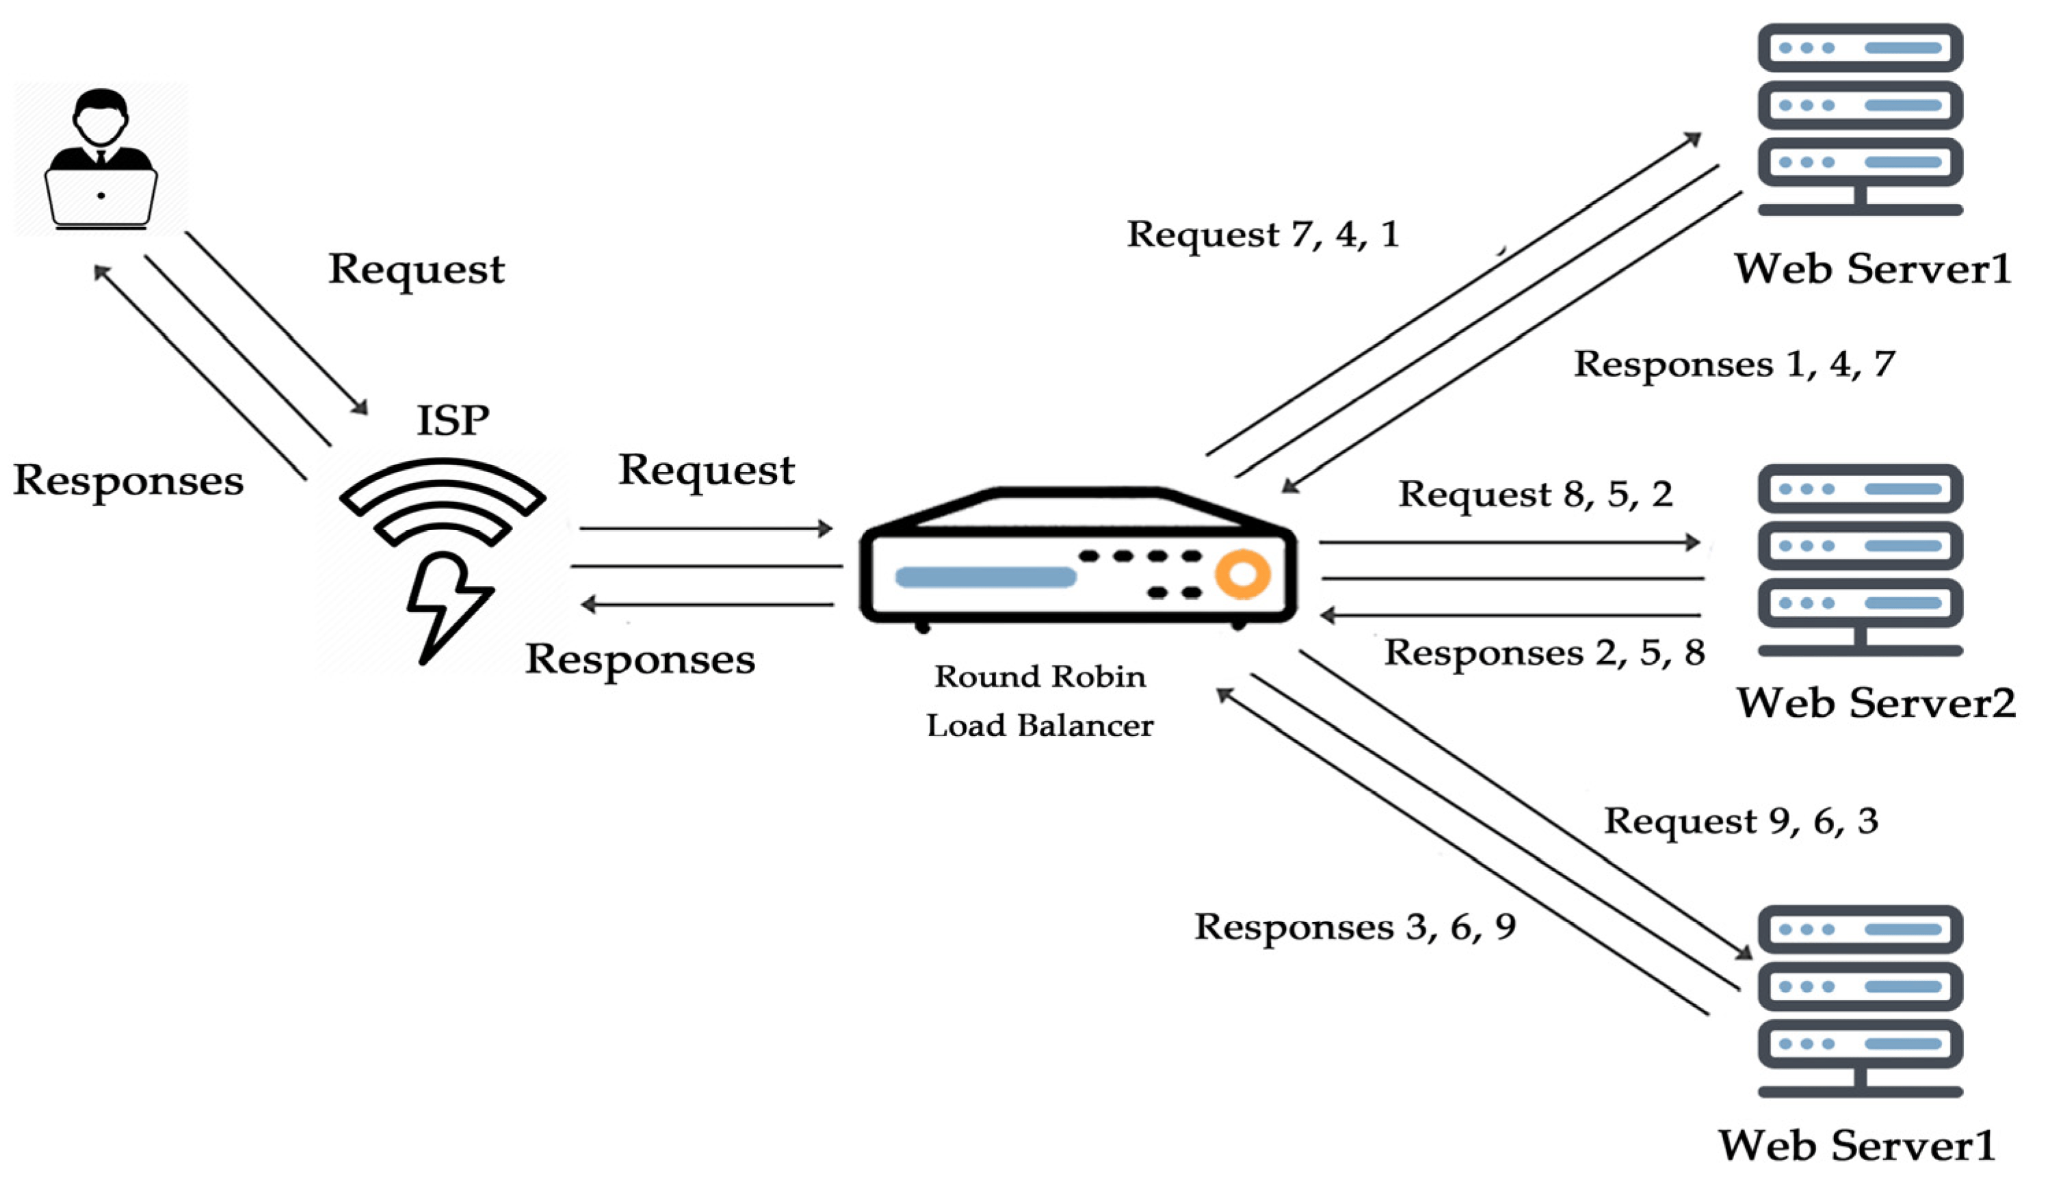 Request
Responses
ISP
Request
Responses
Round Robin
Load Balancer
Request 7, 4, 1
Responses 1, 4, 7
Web Server1
Request 8, 5, 2
Responses 2, 5, 8
Web Server2
Request 9, 6, 3
Responses 3, 6, 9
Web Server1